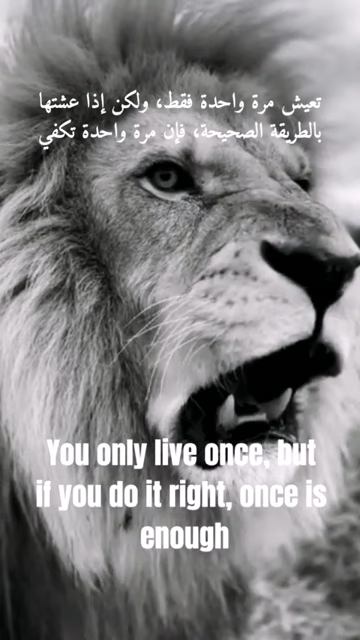 تعيش مرة واحدة فقط، ولكن إذا عشتها
بالطريقة الصحيحة، فإن مرة واحدة تكفي
You only live once, but
if you do it right, once is
enough